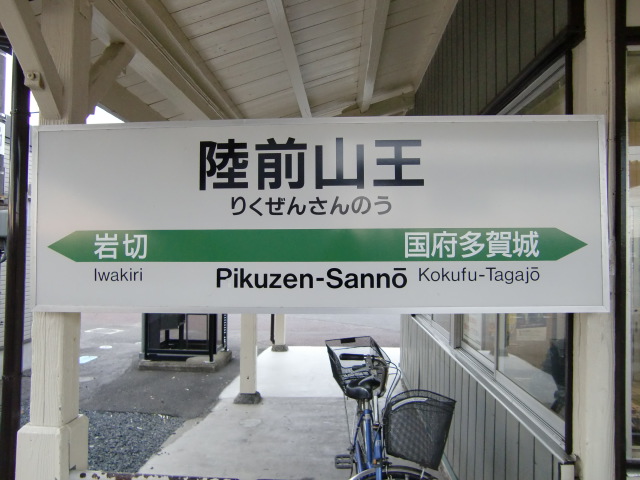 陸前山王
りくぜんさんのう
岩切 国府多賀城
Iwakiri Pikuzen-Sannō Kokufu-Tagajō